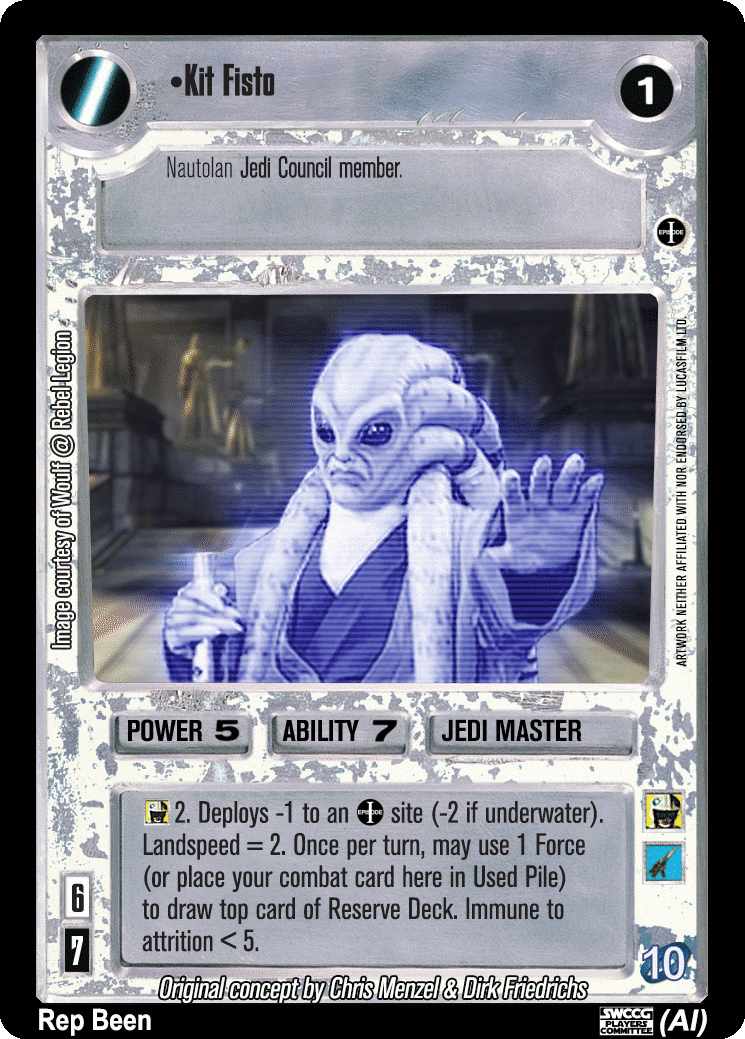 •Kit Fisto
1
Nautolan Jedi Council member.
EPISODE I
Image courtesy of Woulf @ Rebel Legion
ARTWORK NEITHER AFFILIATED WITH NOR ENDORSED BY LUCASFILM LTD.
POWER 5
ABILITY 7
JEDI MASTER
2. Deploys -1 to an EPISODE I site (-2 if underwater).
Landspeed = 2. Once per turn, may use 1 Force
(or place your combat card here in Used Pile)
to draw top card of Reserve Deck. Immune to
attrition < 5.
6
7
10
Original concept by Chris Menzel & Dirk Friedrichs
Rep Been
SWCCG
PLAYERS
COMMITTEE
(AI)